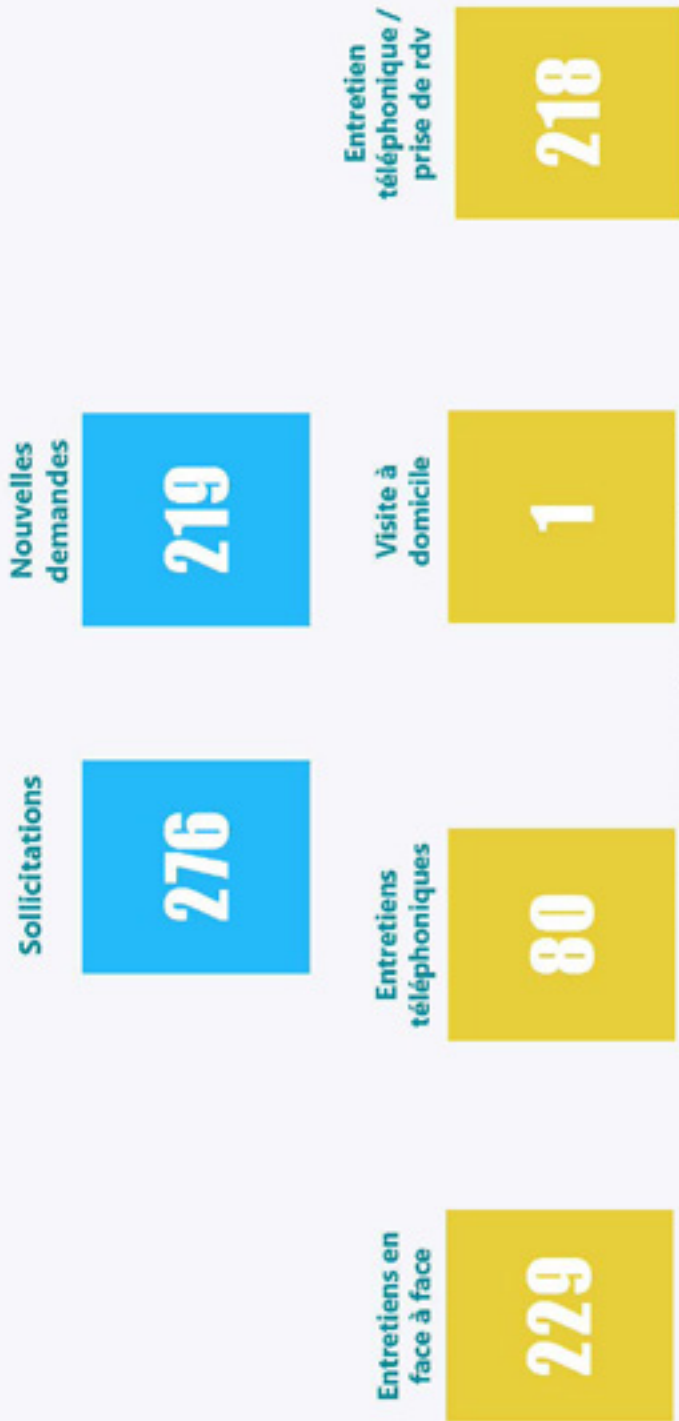 Sollicitations
276
Nouvelles
demandes
219
Entretiens en
face à face
229
Entretiens
téléphoniques
80
Visite à
domicile
1
Entretien
téléphonique /
prise de rdv
218